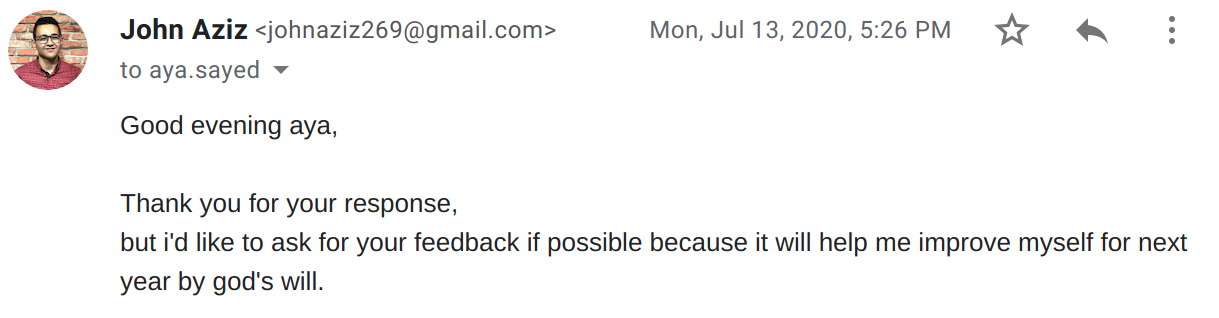 John Aziz <johnaziz269@gmail.com> Mon, Jul 13, 2020, 5:26 PM
to aya.sayed
Good evening aya,
Thank you for your response,
but i'd like to ask for your feedback if possible because it will help me improve myself for next
year by god's will.